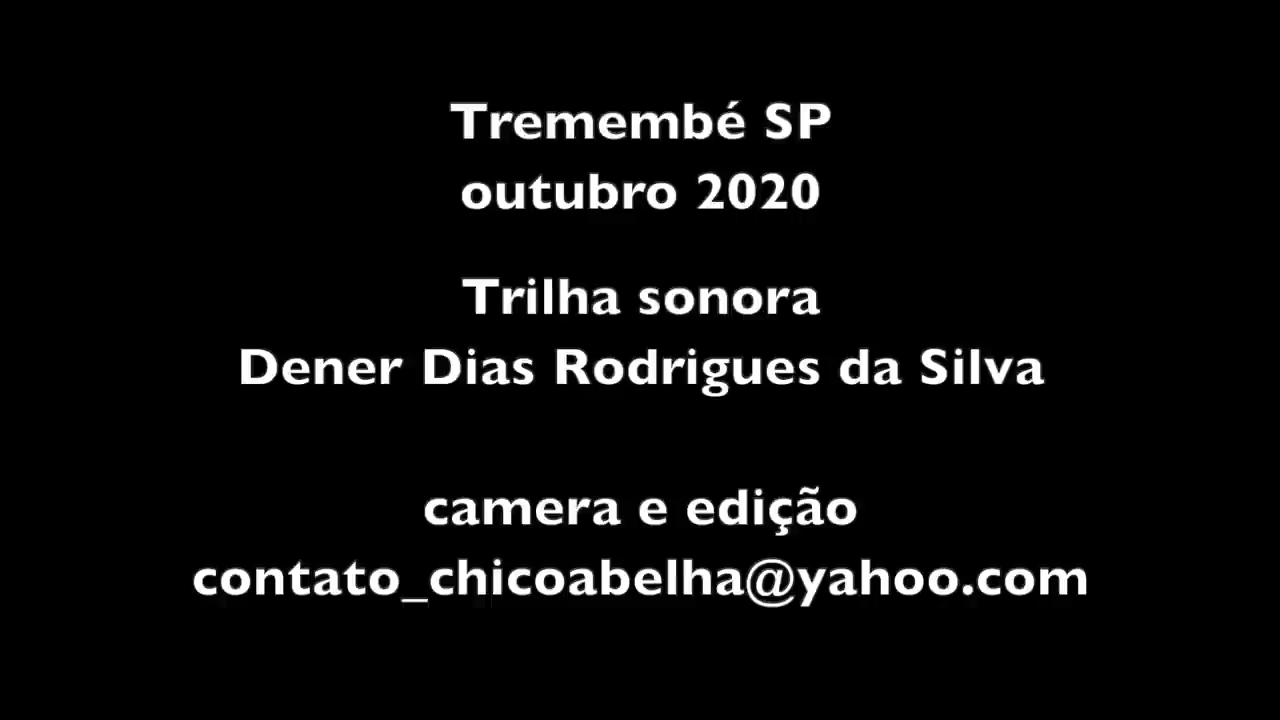 Tremembé SP
outubro 2020
Trilha sonora
Dener Dias Rodrigues da Silva
camera e edição
contato_chicoabelha@yahoo.com